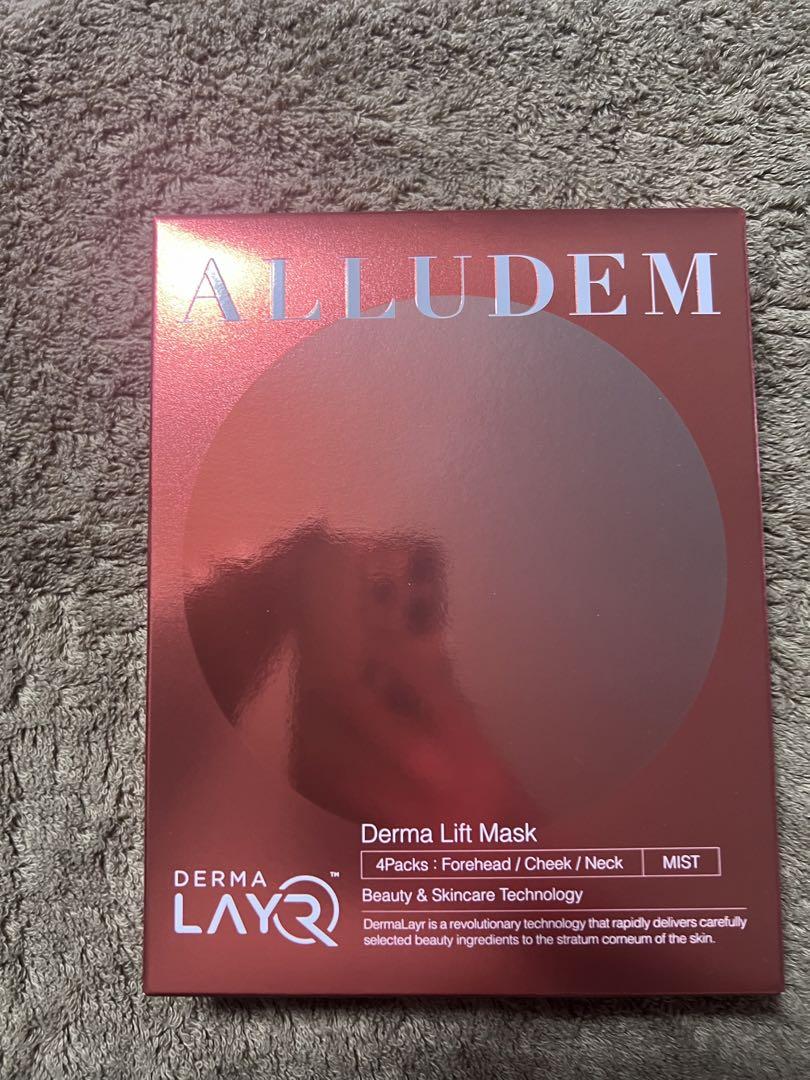 ALLUDEM
Derma Lift Mask
4Packs : Forehead / Cheek / Neck MIST
Beauty & Skincare Technology
DERMA
LAYR™
DermaLayr is a revolutionary technology that rapidly delivers carefully
selected beauty ingredients to the stratum corneum of the skin.